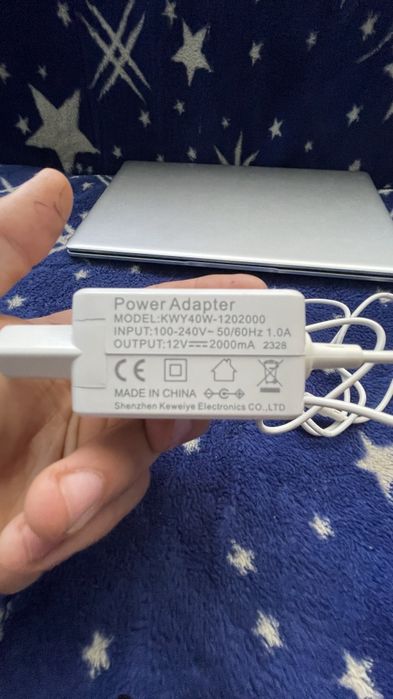 Power Adapter
MODEL:KWY40W-1202000
INPUT:100-240V~ 50/60Hz 1.0A
OUTPUT:12V⎓2000mA 2328
CE
MADE IN CHINA
Shenzhen Keweiye Electronics CO.,LTD